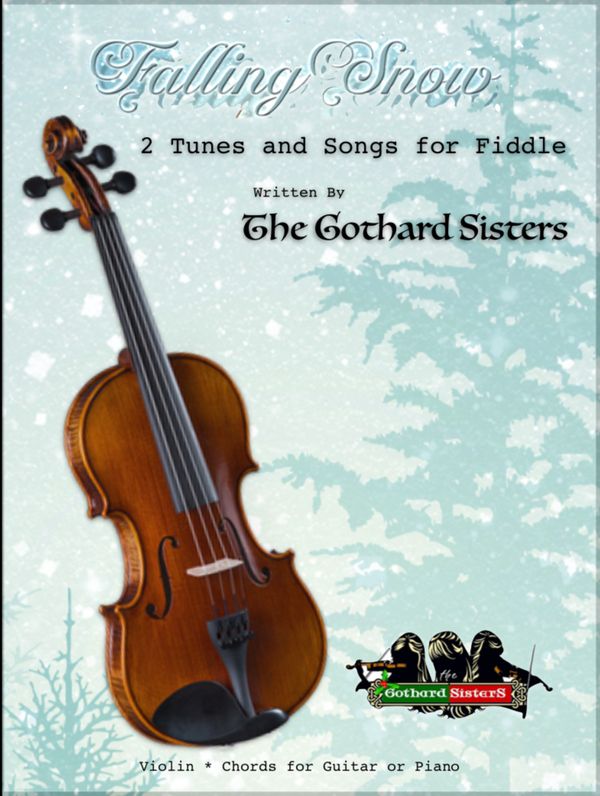 Falling Snow
2 Tunes and Songs for Fiddle
Written By
The Gothard Sisters
the
Gothard SisterS
Violin * Chords for Guitar or Piano